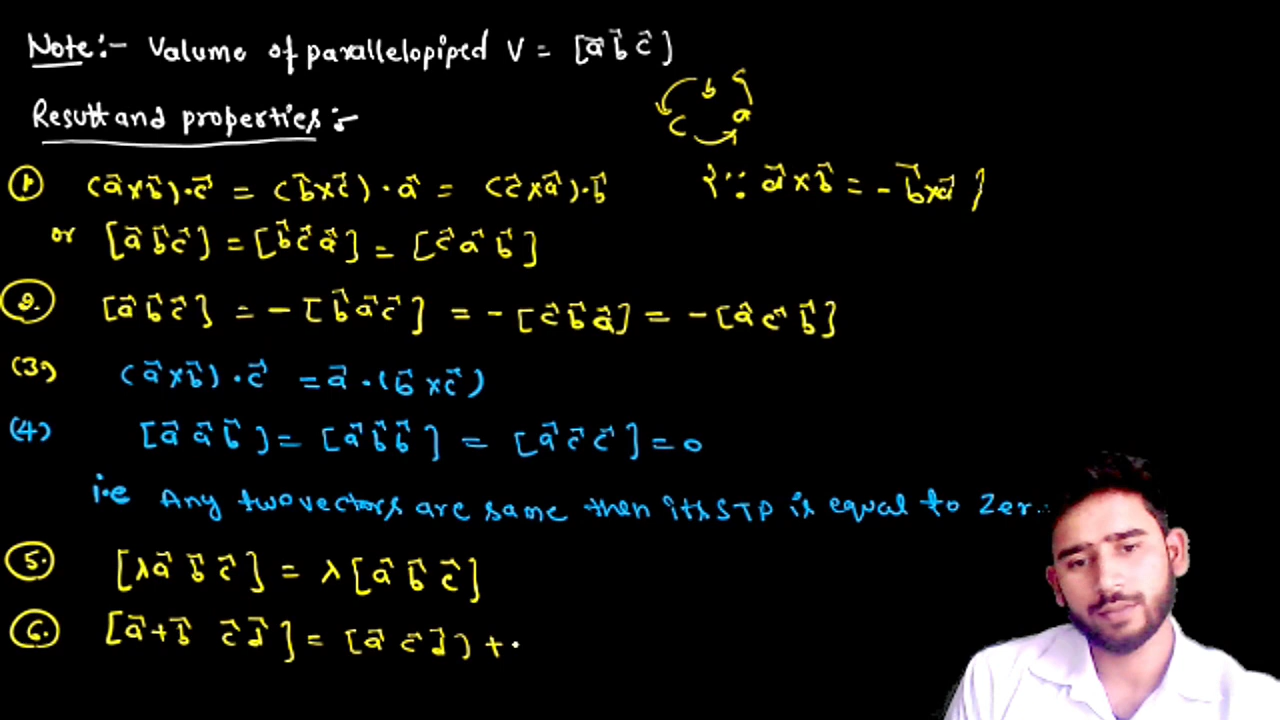 Note:- Volume of parallelopiped V = [a⃗ b⃗ c⃗]
b
c a
Result and properties :-
① (a⃗×b⃗)·c⃗ = (b⃗×c⃗)·a⃗ = (c⃗×a⃗)·b⃗ {∵ a⃗×b⃗ = -b⃗×a⃗}
or [a⃗ b⃗ c⃗] = [b⃗ c⃗ a⃗] = [c⃗ a⃗ b⃗]
2. [a⃗ b⃗ c⃗] = -[b⃗ a⃗ c⃗] = -[c⃗ b⃗ a⃗] = -[a⃗ c⃗ b⃗]
(3) (a⃗×b⃗)·c⃗ = a⃗·(b⃗×c⃗)
(4) [a⃗ a⃗ b⃗] = [a⃗ b⃗ b⃗] = [a⃗ c⃗ c⃗] = 0
i.e Any two vectors are same then its STP is equal to Zer..
5. [λa⃗ b⃗ c⃗] = λ[a⃗ b⃗ c⃗]
6. [a⃗+b⃗ c⃗ d⃗] = [a⃗ c⃗ d⃗] + ·